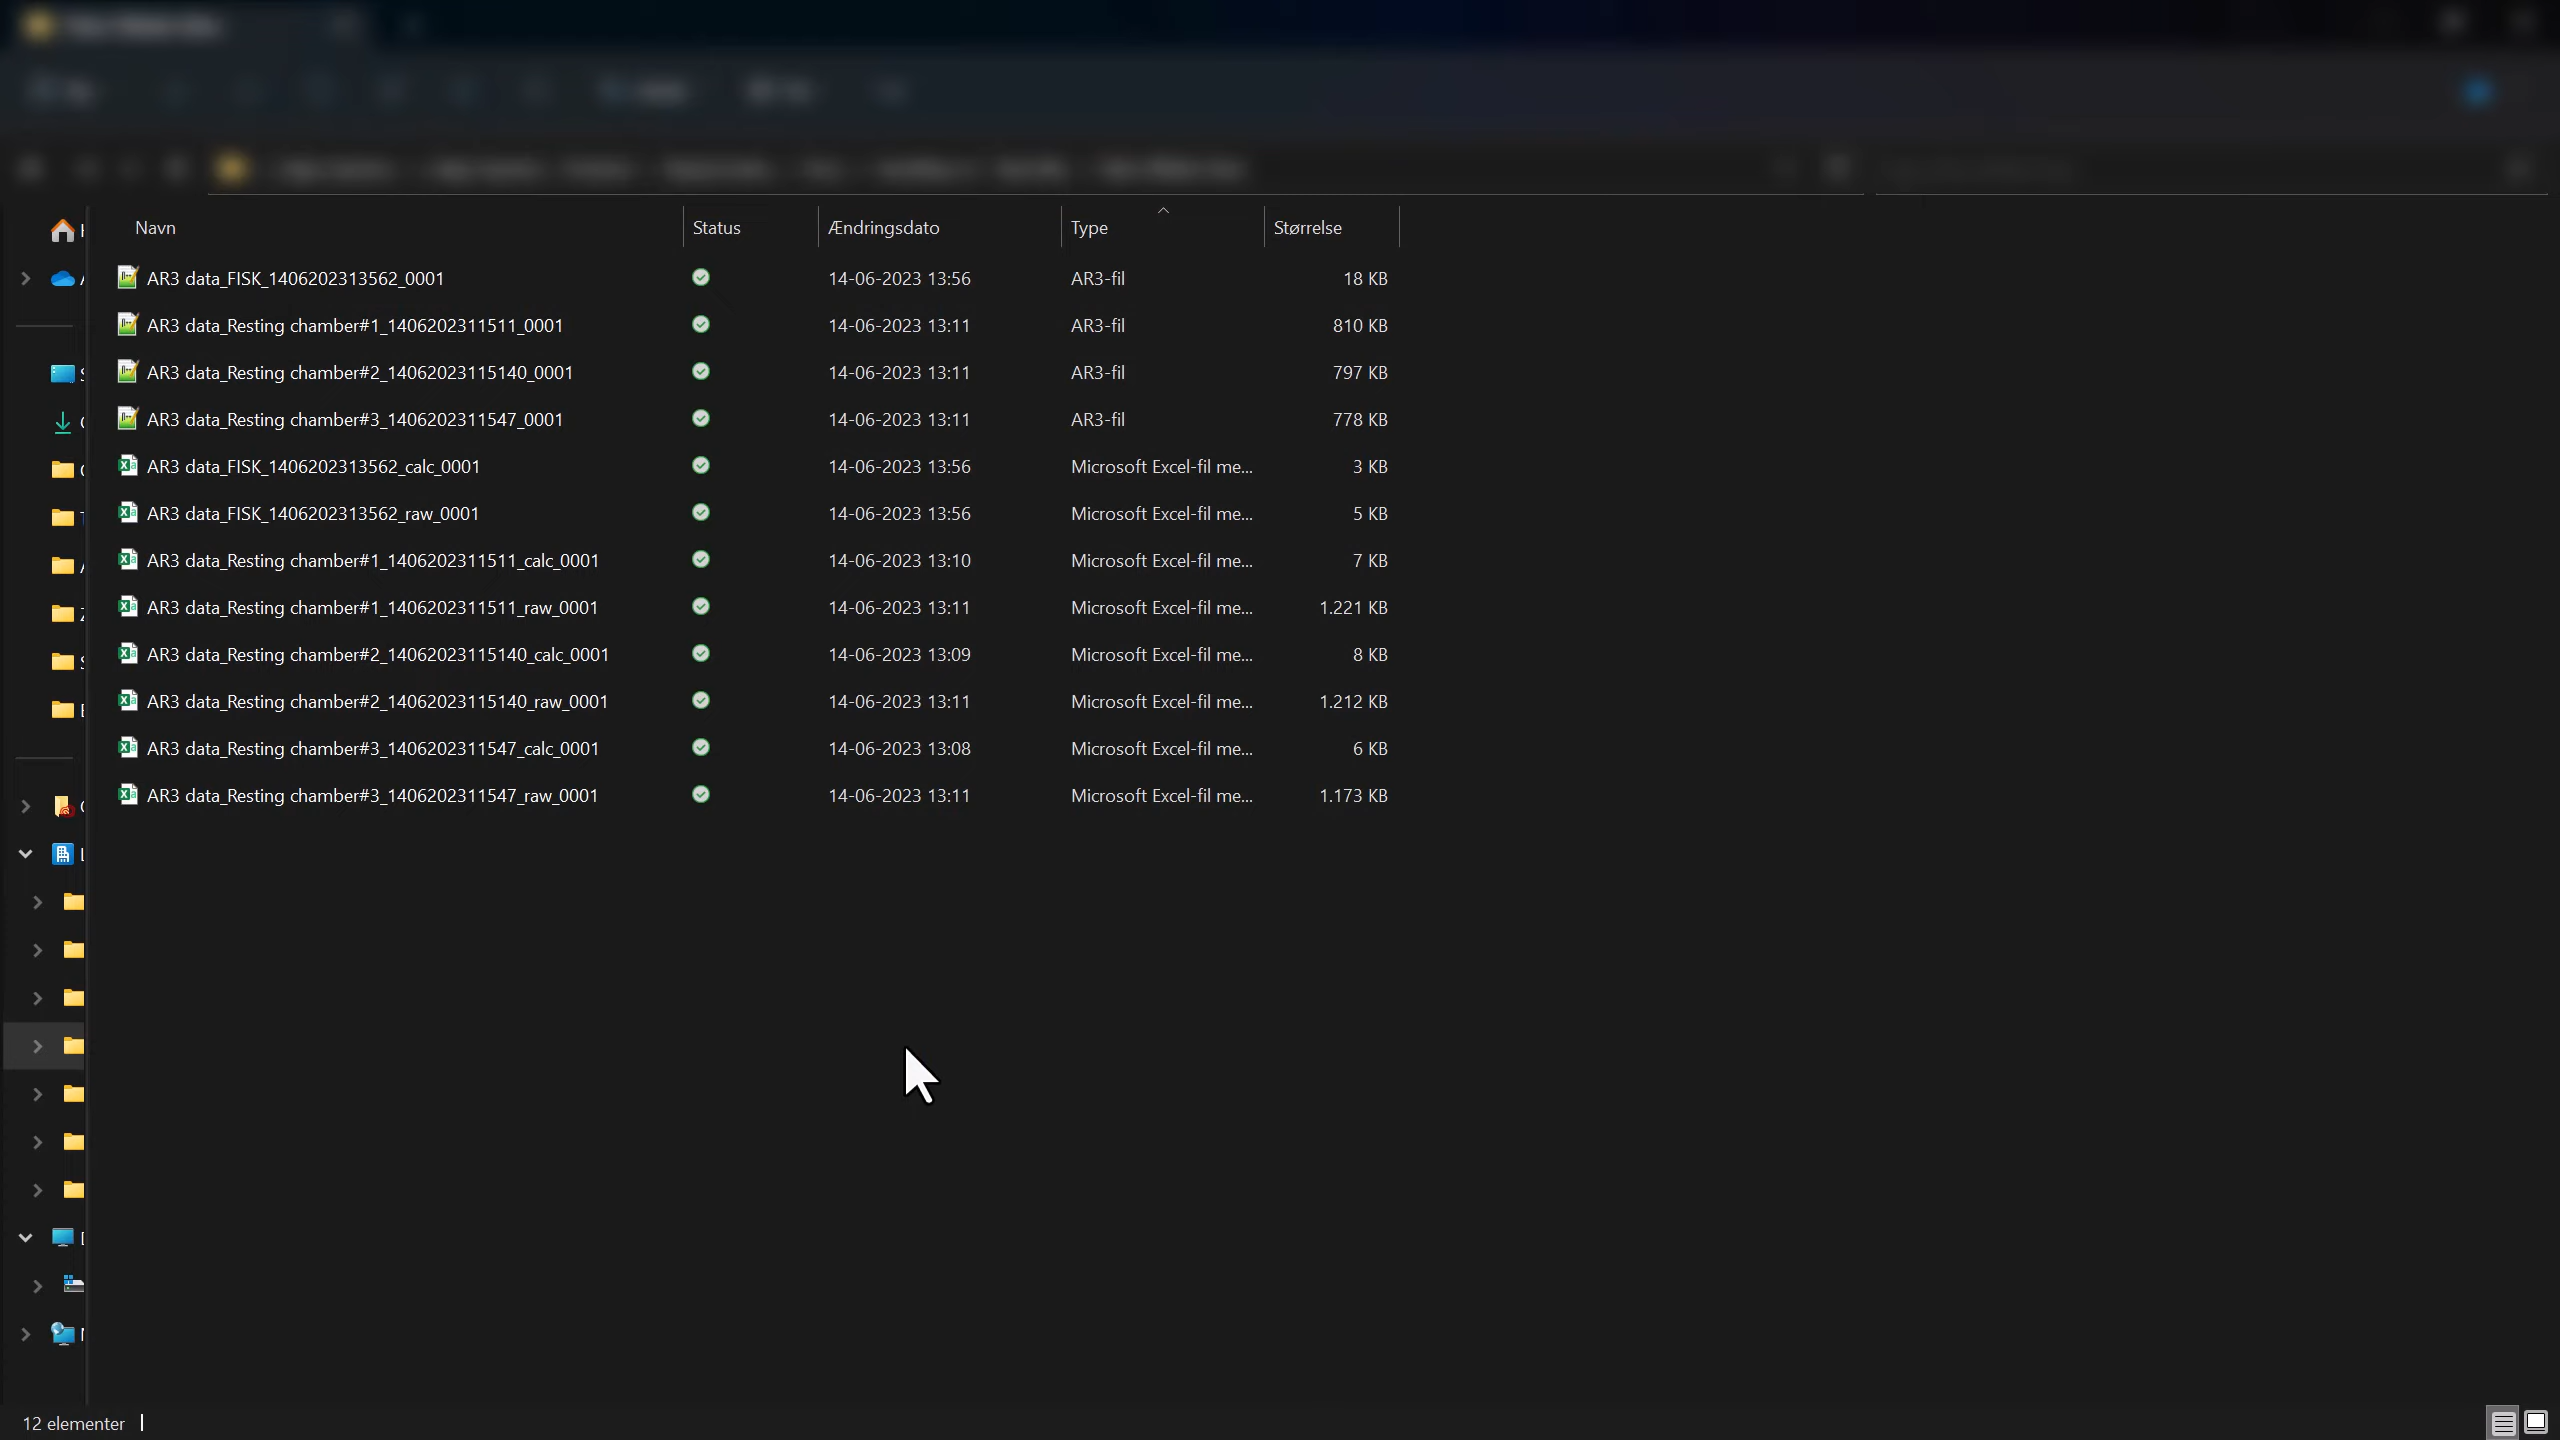 Navn Status Ændringsdato Type Størrelse
AR3 data_FISK_1406202313562_0001 14-06-2023 13:56 AR3-fil 18 KB
AR3 data_Resting chamber#1_1406202311511_0001 14-06-2023 13:11 AR3-fil 810 KB
AR3 data_Resting chamber#2_14062023115140_0001 14-06-2023 13:11 AR3-fil 797 KB
AR3 data_Resting chamber#3_1406202311547_0001 14-06-2023 13:11 AR3-fil 778 KB
AR3 data_FISK_1406202313562_calc_0001 14-06-2023 13:56 Microsoft Excel-fil me... 3 KB
AR3 data_FISK_1406202313562_raw_0001 14-06-2023 13:56 Microsoft Excel-fil me... 5 KB
AR3 data_Resting chamber#1_1406202311511_calc_0001 14-06-2023 13:10 Microsoft Excel-fil me... 7 KB
AR3 data_Resting chamber#1_1406202311511_raw_0001 14-06-2023 13:11 Microsoft Excel-fil me... 1.221 KB
AR3 data_Resting chamber#2_14062023115140_calc_0001 14-06-2023 13:09 Microsoft Excel-fil me... 8 KB
AR3 data_Resting chamber#2_14062023115140_raw_0001 14-06-2023 13:11 Microsoft Excel-fil me... 1.212 KB
AR3 data_Resting chamber#3_1406202311547_calc_0001 14-06-2023 13:08 Microsoft Excel-fil me... 6 KB
AR3 data_Resting chamber#3_1406202311547_raw_0001 14-06-2023 13:11 Microsoft Excel-fil me... 1.173 KB
12 elementer